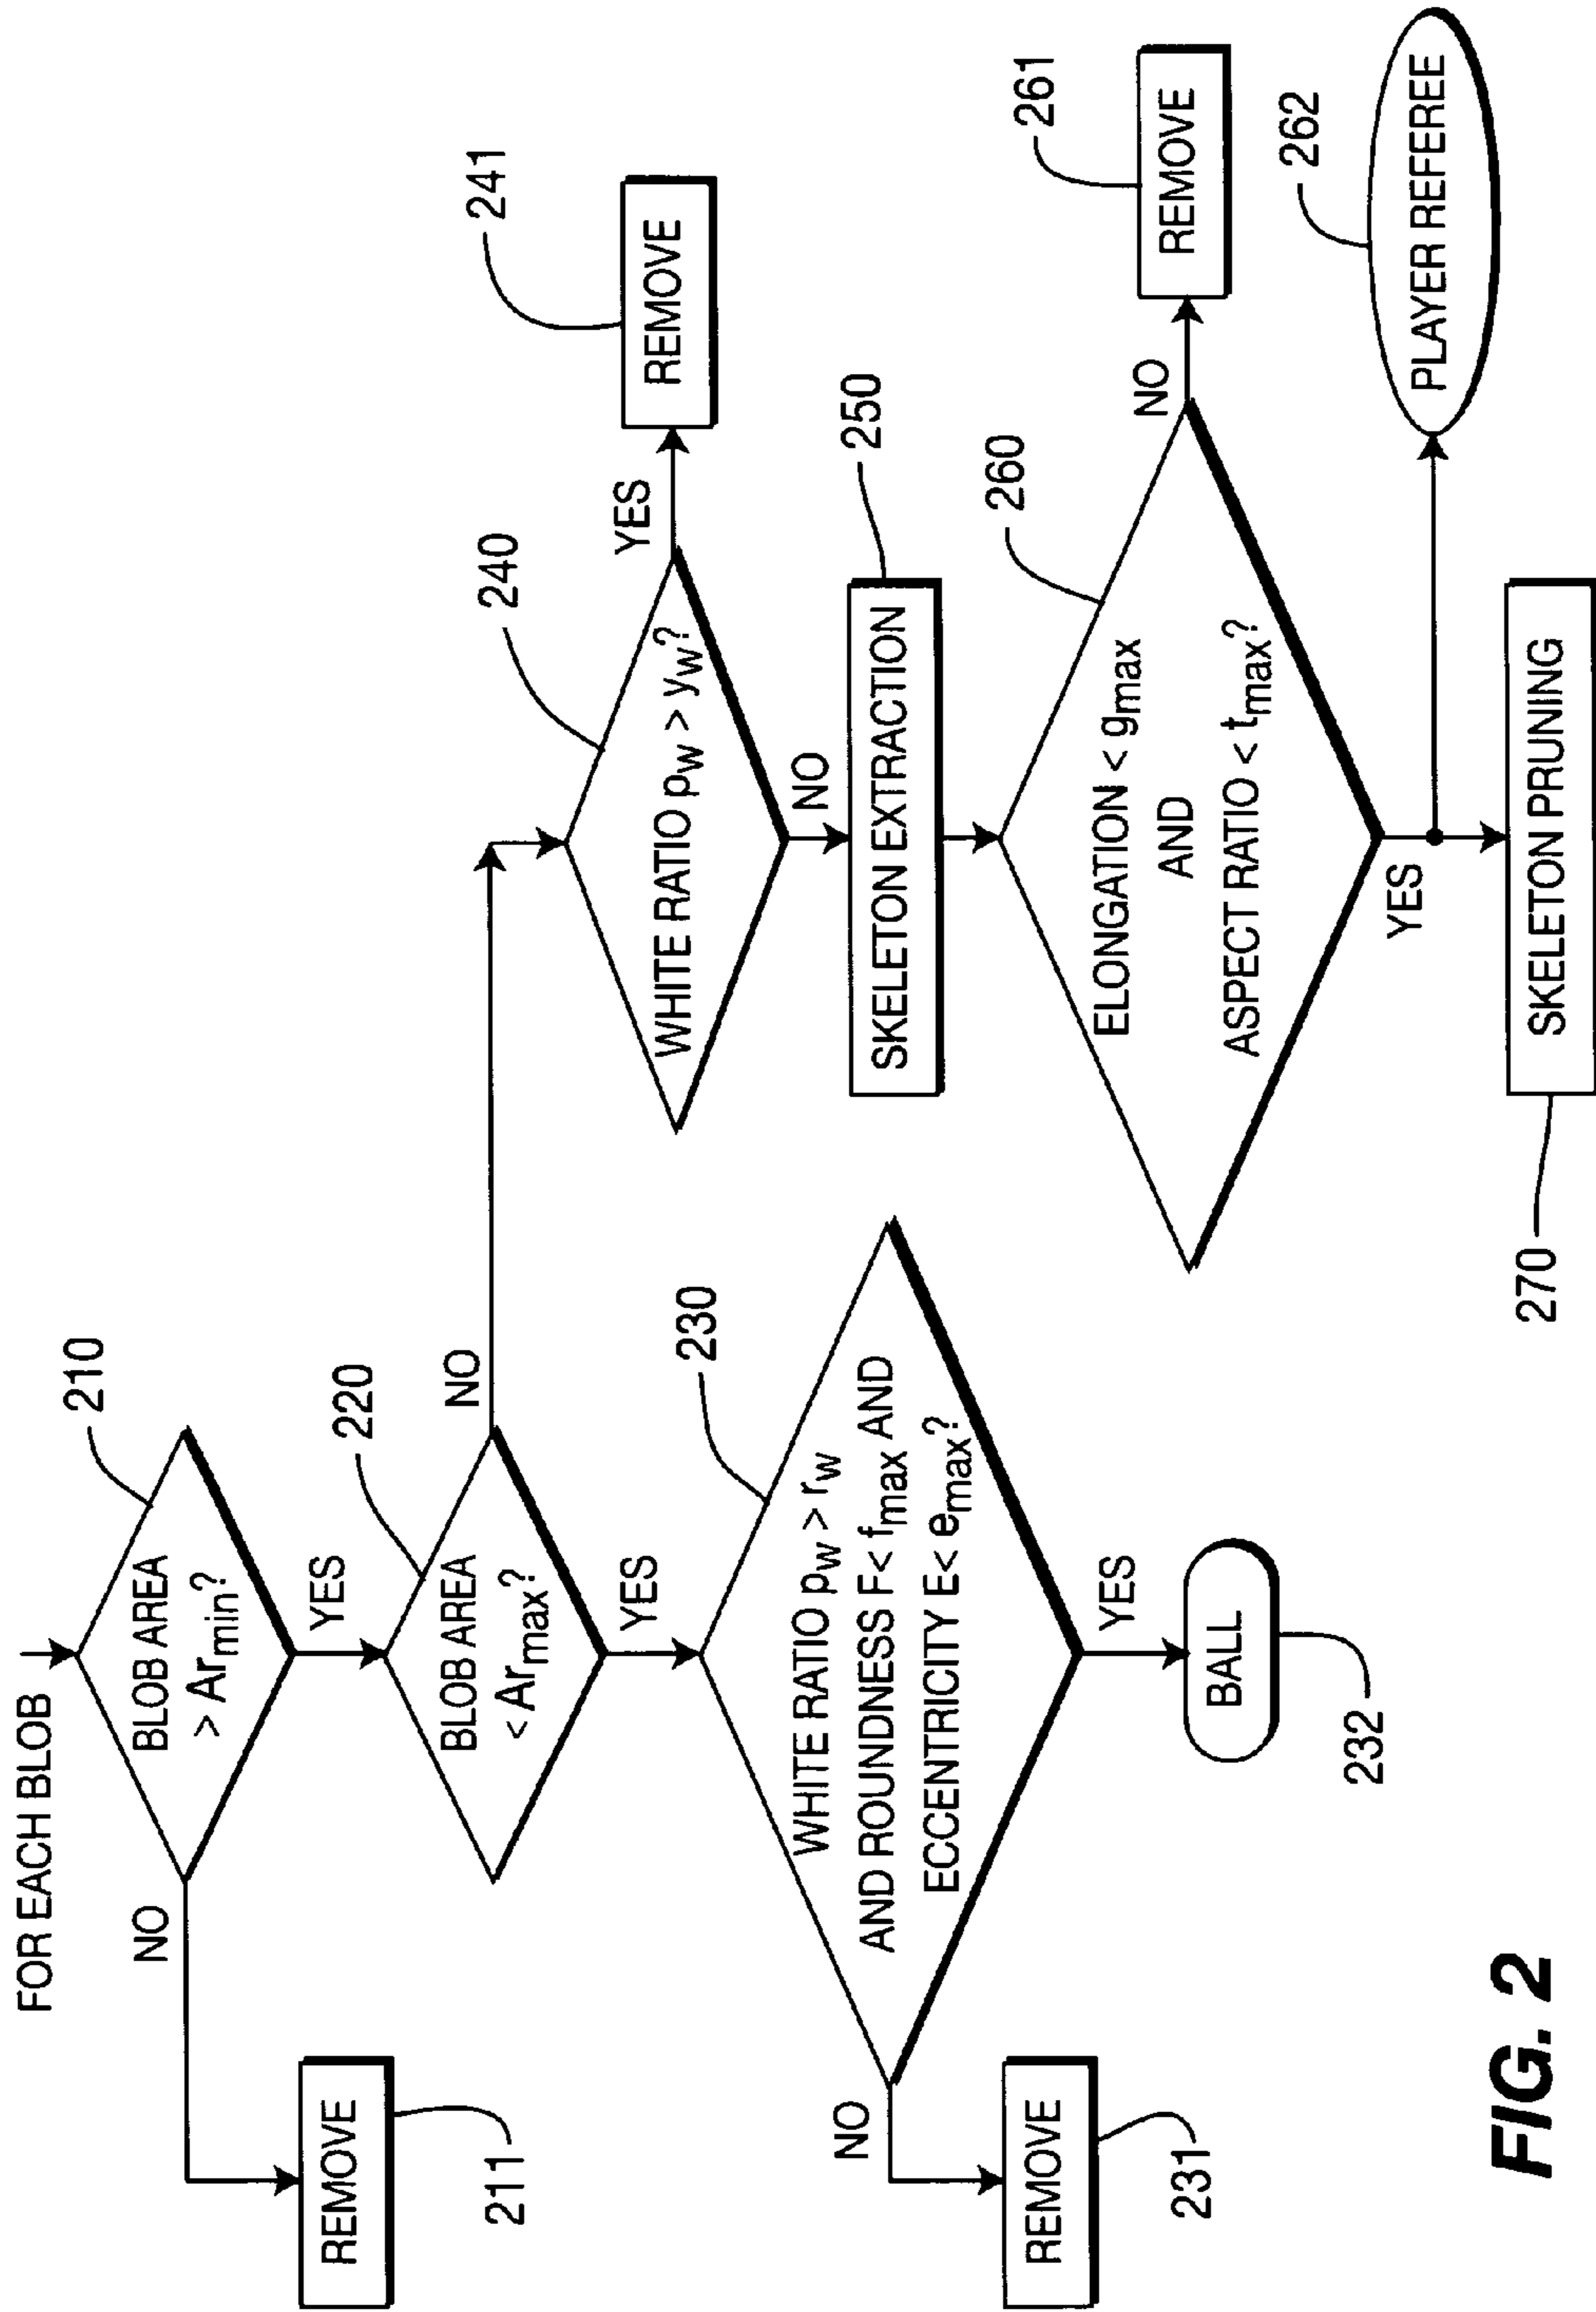 FOR EACH BLOB
210
BLOB AREA
> Ar_min?
NO
REMOVE
211
YES
220
BLOB AREA
< Ar_max?
NO
YES
230
WHITE RATIO p_w > r_w
AND ROUNDNESS F< f_max AND
ECCENTRICITY E< e_max?
NO
REMOVE
231
YES
BALL
232
240
WHITE RATIO p_w > y_w?
YES
REMOVE
241
NO
SKELETON EXTRACTION
250
260
ELONGATION < g_max
AND
ASPECT RATIO < t_max?
NO
REMOVE
261
YES
PLAYER REFEREE
262
SKELETON PRUNING
270
FIG. 2